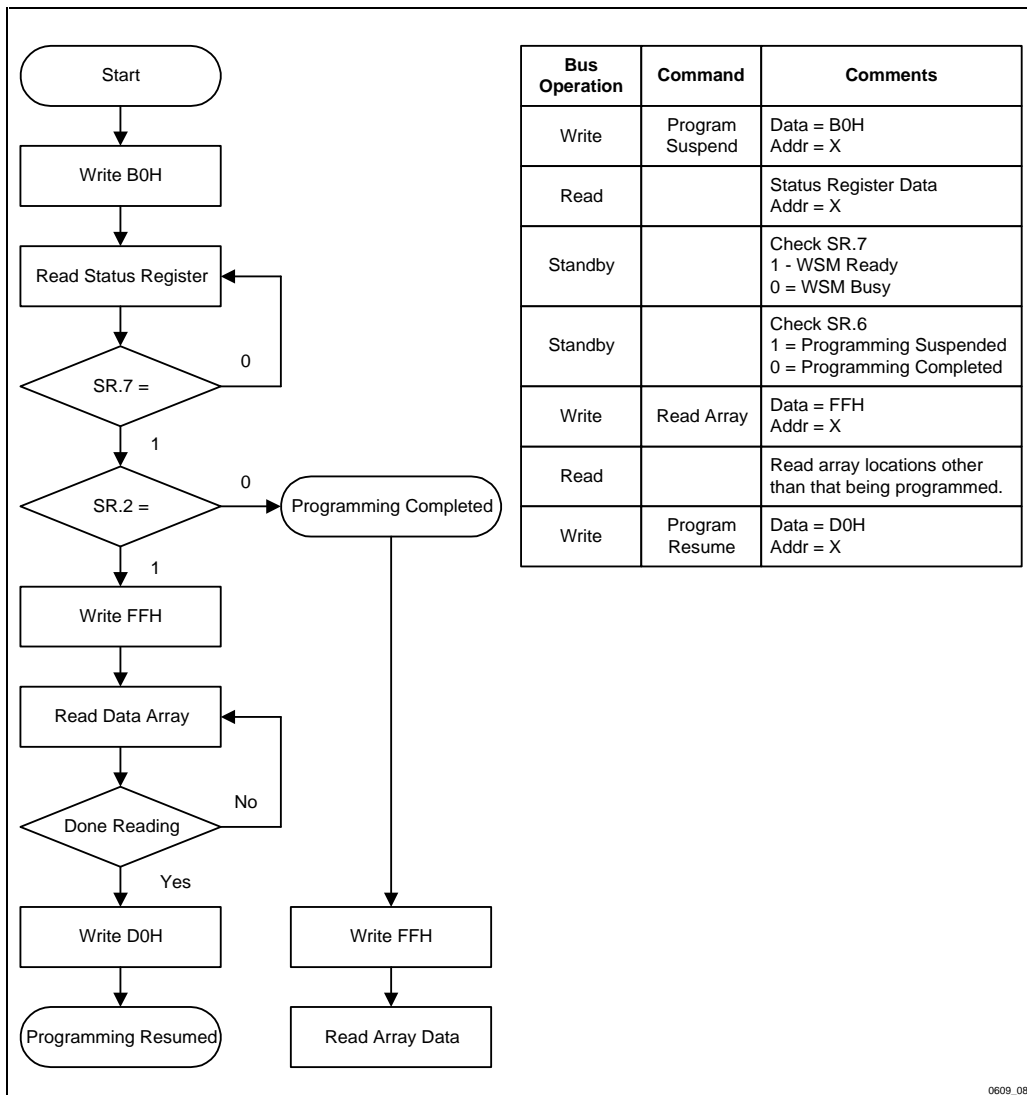 Start
Write B0H
Read Status Register
0
SR.7 =
1
0
SR.2 =
Programming Completed
1
Write FFH
Read Data Array
No
Done Reading
Yes
Write D0H
Write FFH
Programming Resumed
Read Array Data
Bus
Operation
Command
Comments
Write
Program
Suspend
Data = B0H
Addr = X
Read
Status Register Data
Addr = X
Standby
Check SR.7
1 - WSM Ready
0 = WSM Busy
Standby
Check SR.6
1 = Programming Suspended
0 = Programming Completed
Write
Read Array
Data = FFH
Addr = X
Read
Read array locations other
than that being programmed.
Write
Program
Resume
Data = D0H
Addr = X
0609_08